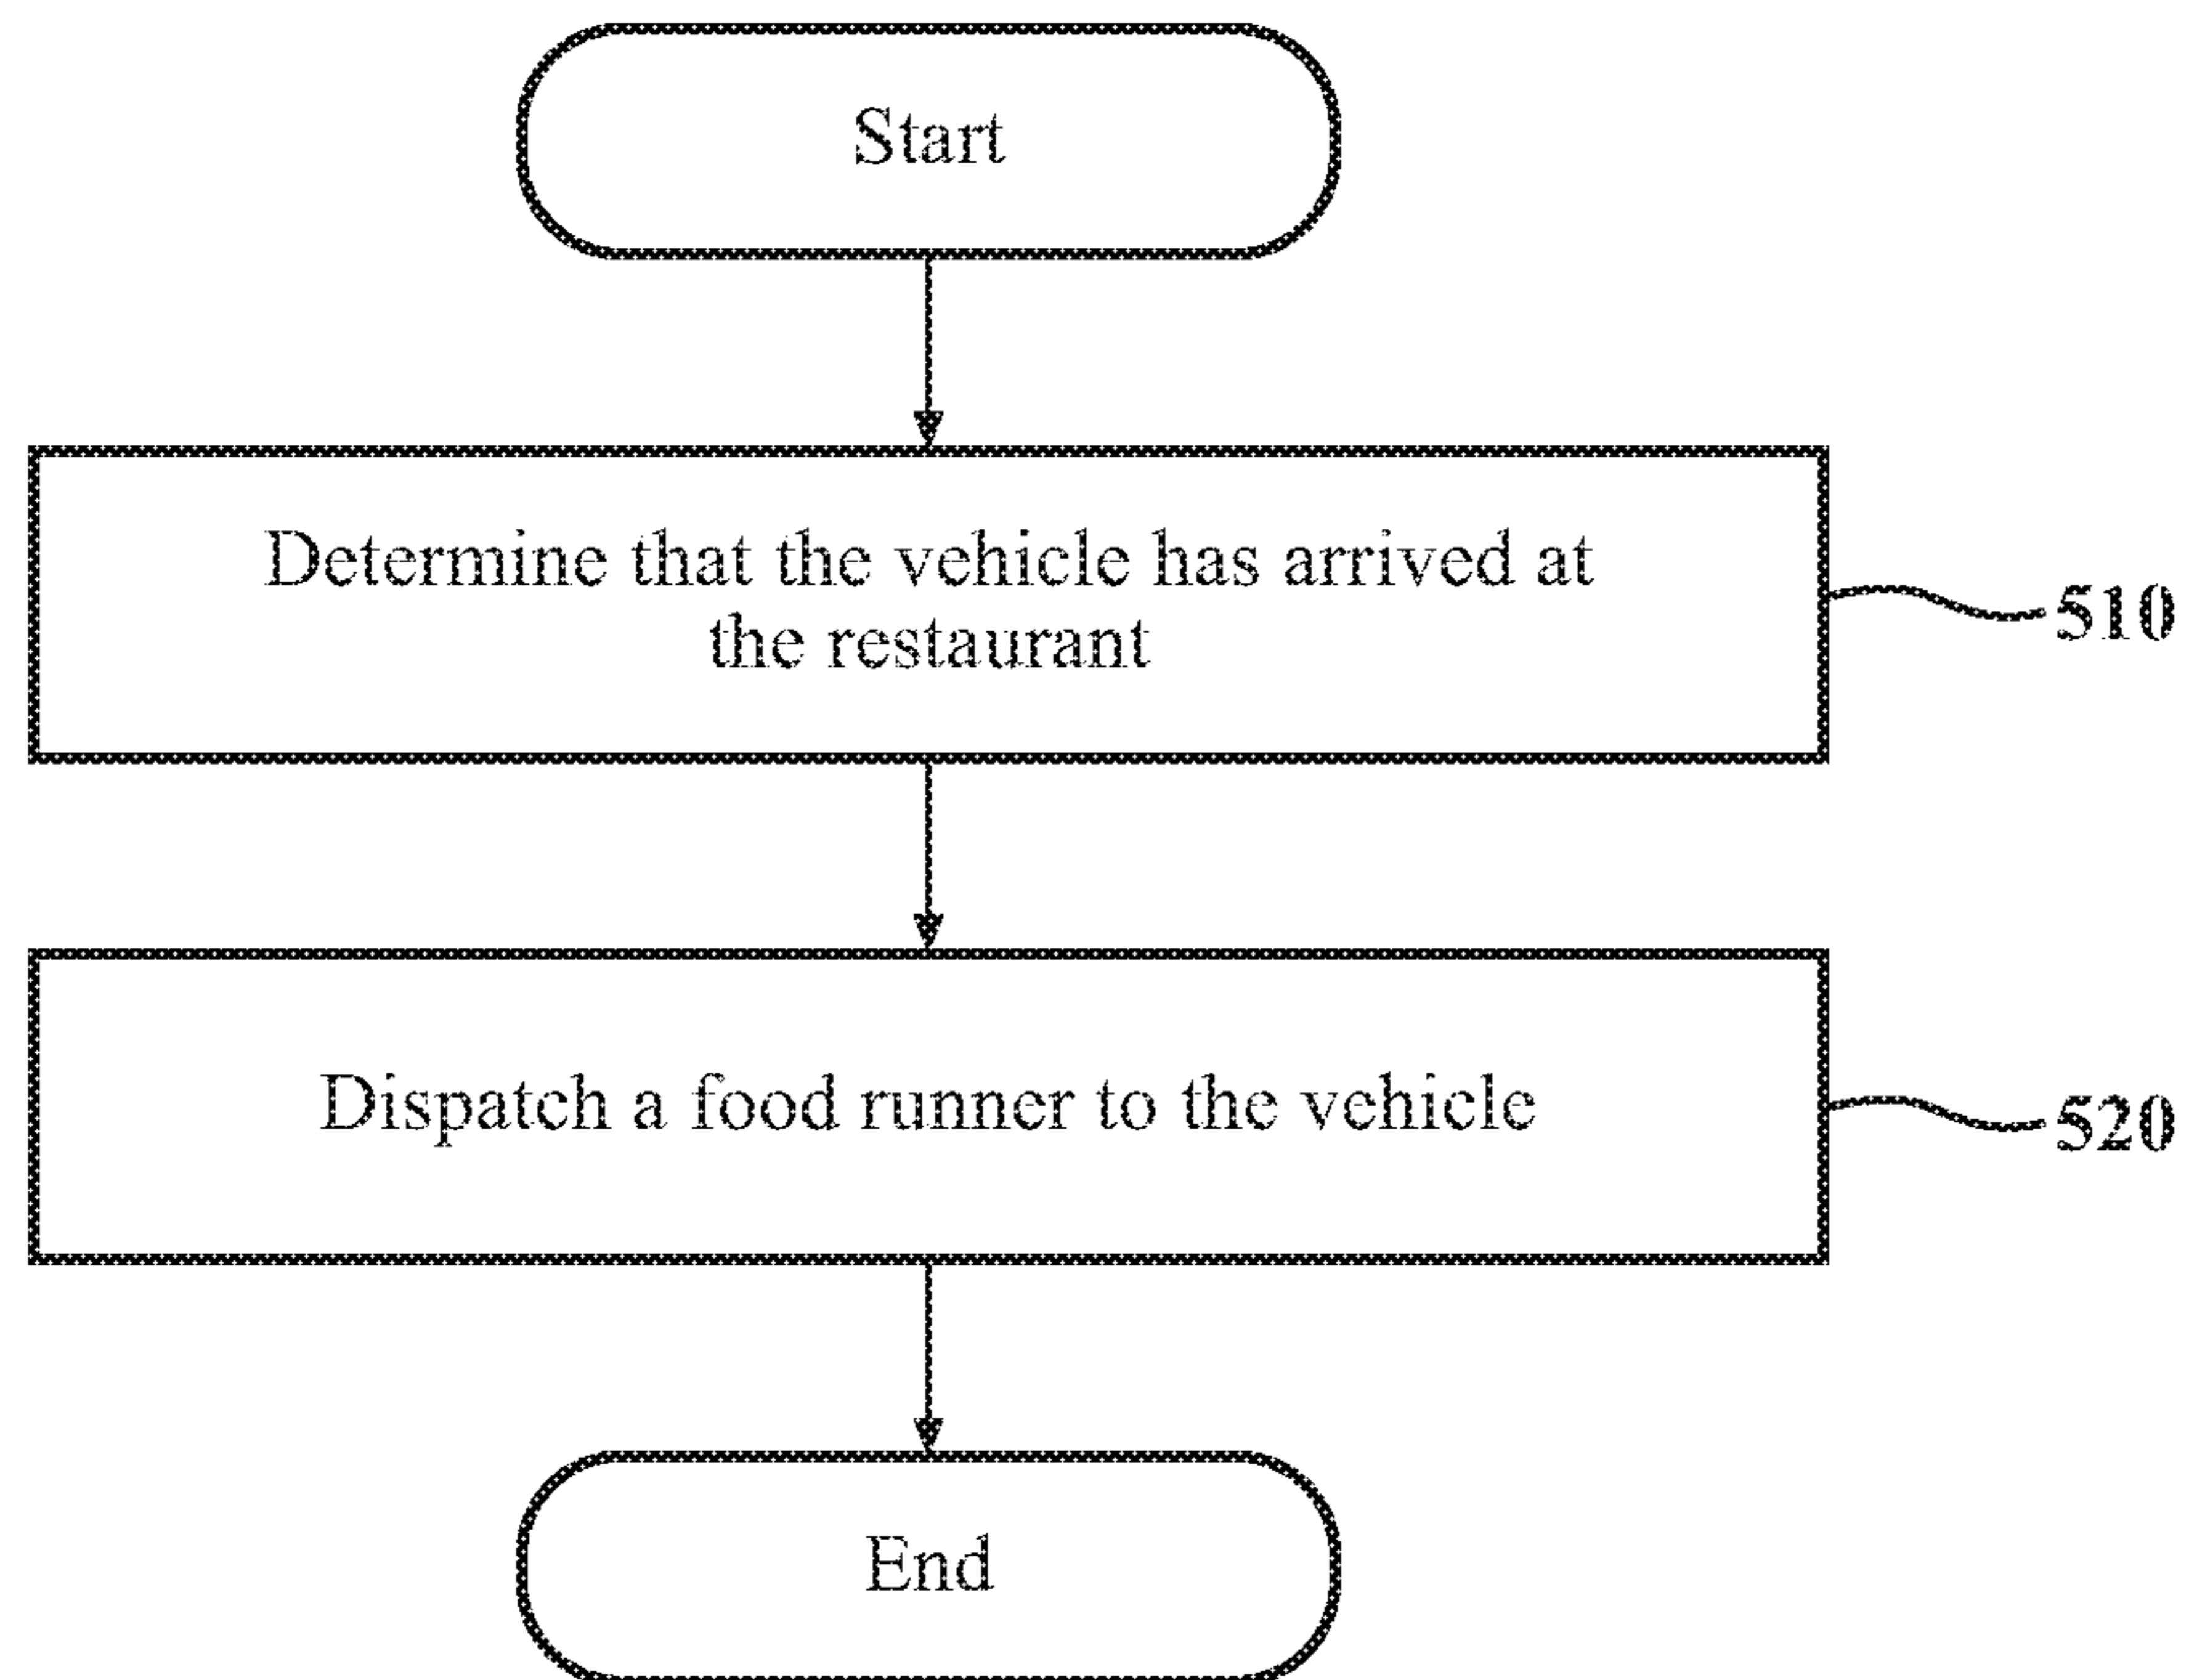 Start
Determine that the vehicle has arrived at
the restaurant
510
Dispatch a food runner to the vehicle
520
End